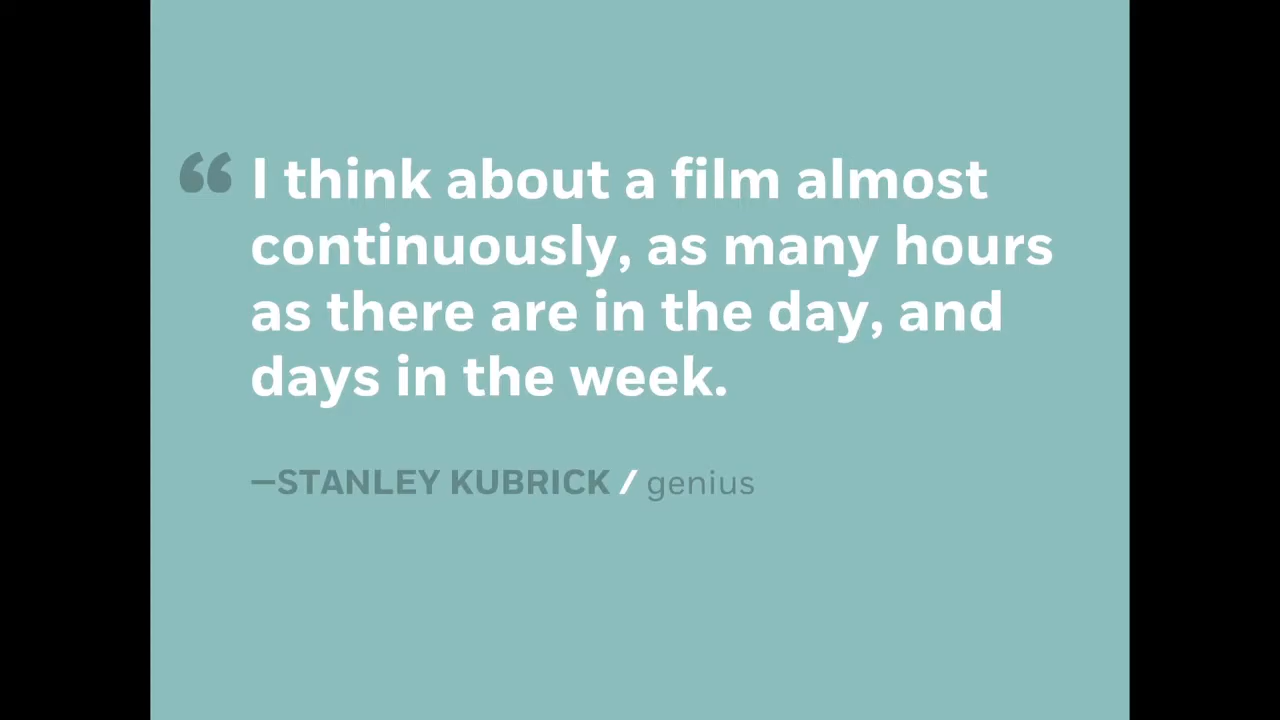 “ I think about a film almost
continuously, as many hours
as there are in the day, and
days in the week.
—STANLEY KUBRICK / genius